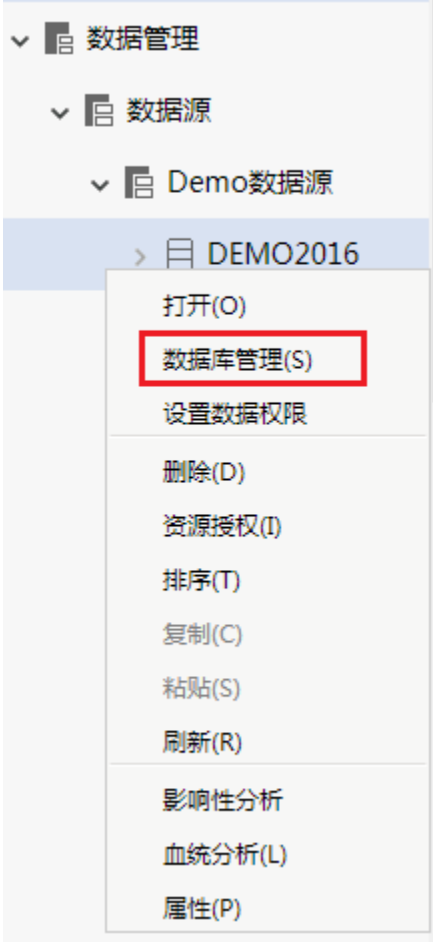 数据管理
数据源
Demo数据源
DEMO2016
打开(O)
数据库管理(S)
设置数据权限
删除(D)
资源授权(I)
排序(T)
复制(C)
粘贴(S)
刷新(R)
影响性分析
血统分析(L)
属性(P)